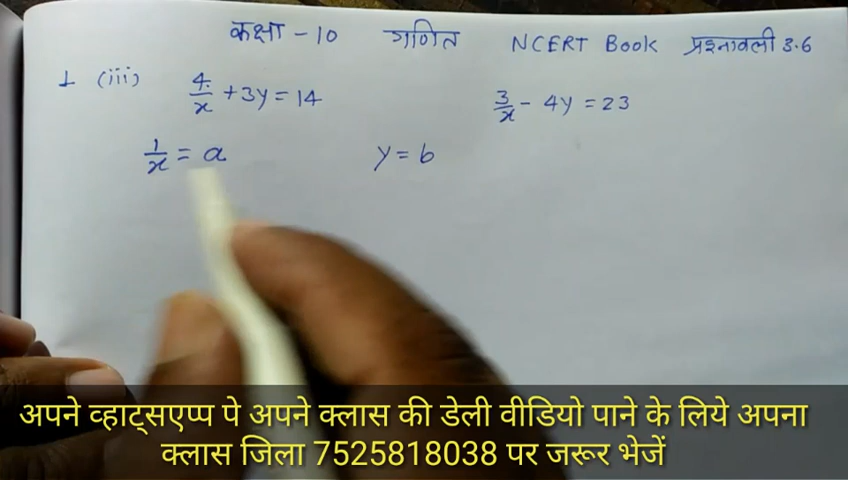 कक्षा - 10 गणित NCERT Book प्रश्नावली 3.6
1 (iii) 4/x + 3y = 14 3/x - 4y = 23
1/x = a y = b
अपने व्हाट्सएप्प पे अपने क्लास की डेली वीडियो पाने के लिये अपना
क्लास जिला 7525818038 पर जरूर भेजें